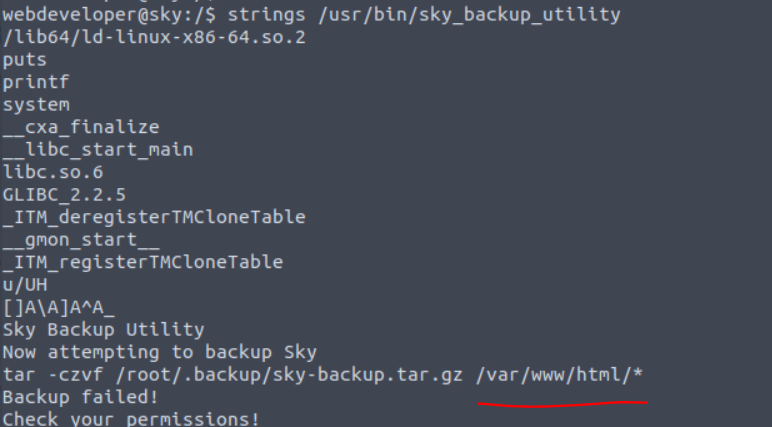 webdeveloper@sky:/$ strings /usr/bin/sky_backup_utility
/lib64/ld-linux-x86-64.so.2
puts
printf
system
__cxa_finalize
__libc_start_main
libc.so.6
GLIBC_2.2.5
_ITM_deregisterTMCloneTable
__gmon_start__
_ITM_registerTMCloneTable
u/UH
[]A\A]A^A_
Sky Backup Utility
Now attempting to backup Sky
tar -czvf /root/.backup/sky-backup.tar.gz /var/www/html/*
Backup failed!
Check your permissions!